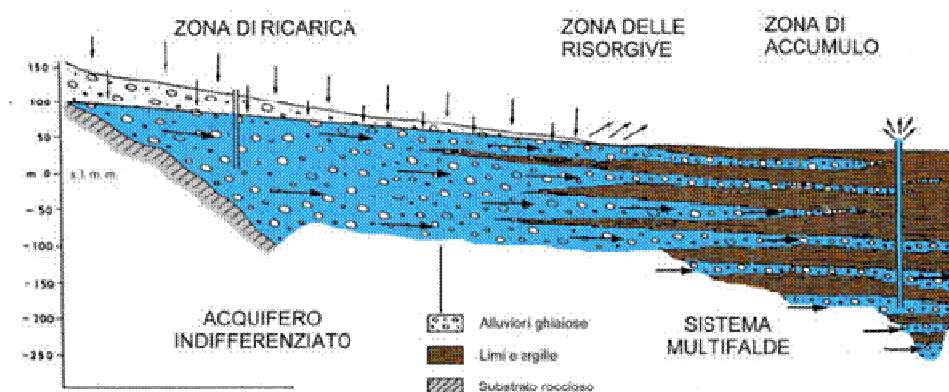 ZONA DI RICARICA
ZONA DELLE
RISORGIVE
ZONA DI
ACCUMULO
150
100
50
m 0
s.l.m.m.
-50
-100
-150
-200
-250
ACQUIFERO
INDIFFERENZIATO
Alluviori ghiaiose
Limi e argille
Substrato roccioso
SISTEMA
MULTIFALDE